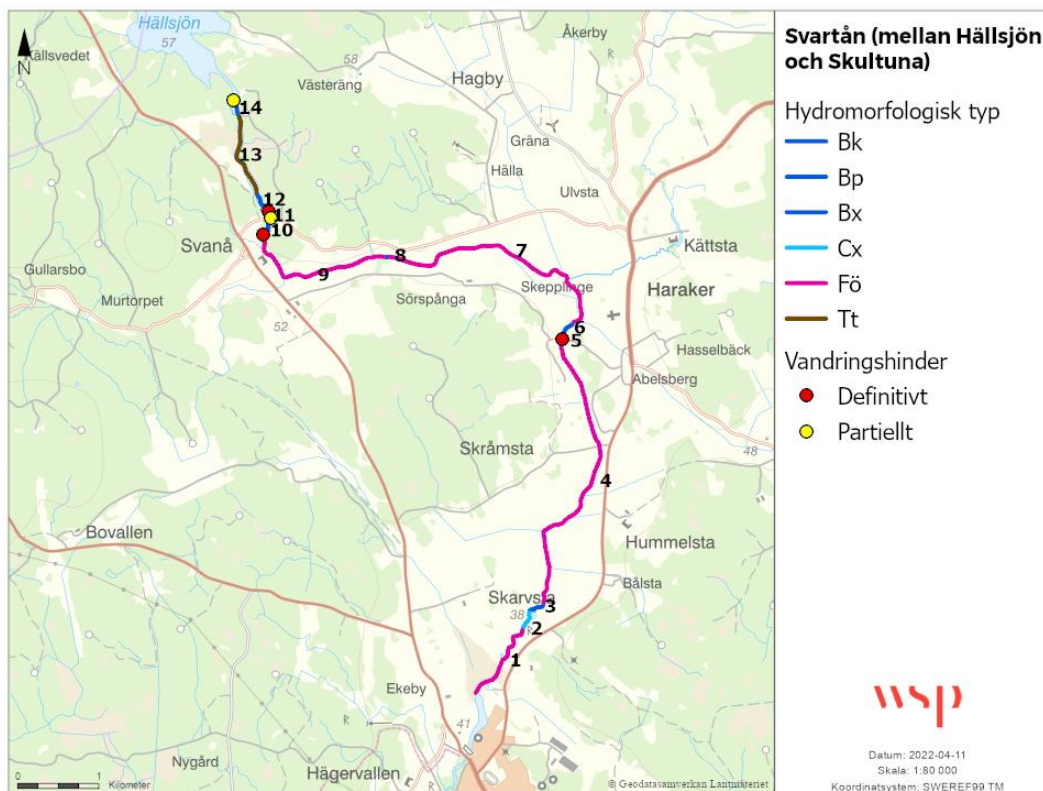 Hällsjön
57
Källsvedet
N
58
Åkerby
Hagby
Västeräng
Gräna
Hälla
Ulvsta
14
13
12
11
10
Svanå
Kättsta
Gullarsbo
9
8
7
Skepplinge
Haraker
Murtorpet
Sörspånga
52
6
5
Hasselbäck
Abelsberg
Skråmsta
48
4
Bovallen
Hummelsta
Bålsta
Skarvsta
38
3
2
R
1
Ekeby
R
41
Nygård
Hägervallen
R
0
1
Kilometer
© Geodatasamverkan Lantmäteriet
Svartån (mellan Hällsjön
och Skultuna)
Hydromorfologisk typ
Bk
Bp
Bx
Cx
Fö
Tt
Vandringshinder
Definitivt
Partiellt
wsp
Datum: 2022-04-11
Skala: 1:80 000
Koordinatsystem: SWEREF99 TM